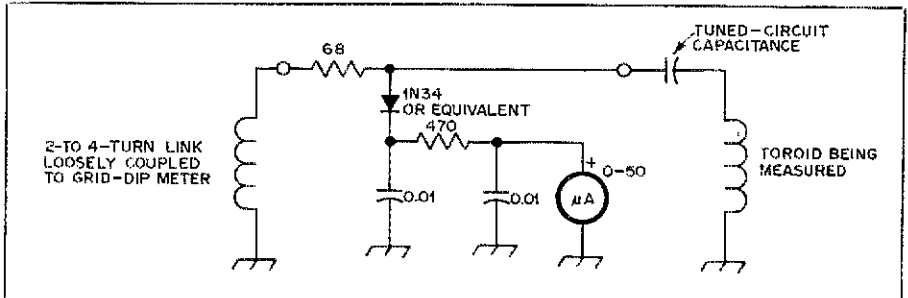 68
TUNED-CIRCUIT
CAPACITANCE
1N34
OR EQUIVALENT
470
2-TO 4-TURN LINK
LOOSELY COUPLED
TO GRID-DIP METER
+
0-50
TOROID BEING
MEASURED
0.01
0.01
μA